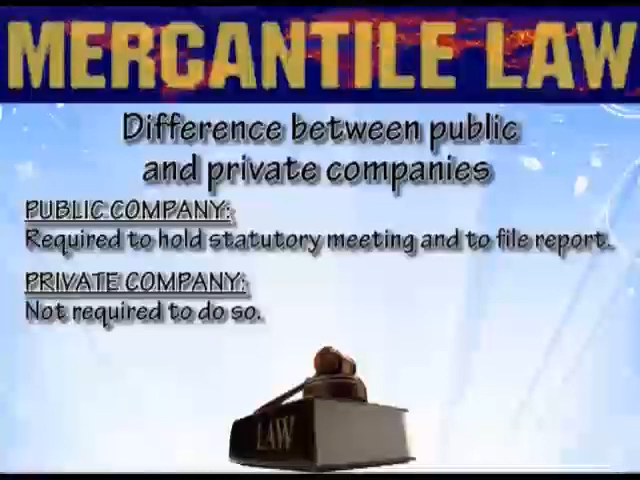 MERCANTILE LAW
Difference between public
and private companies
PUBLIC COMPANY:
Required to hold statutory meeting and to file report.
PRIVATE COMPANY:
Not required to do so.
LAW